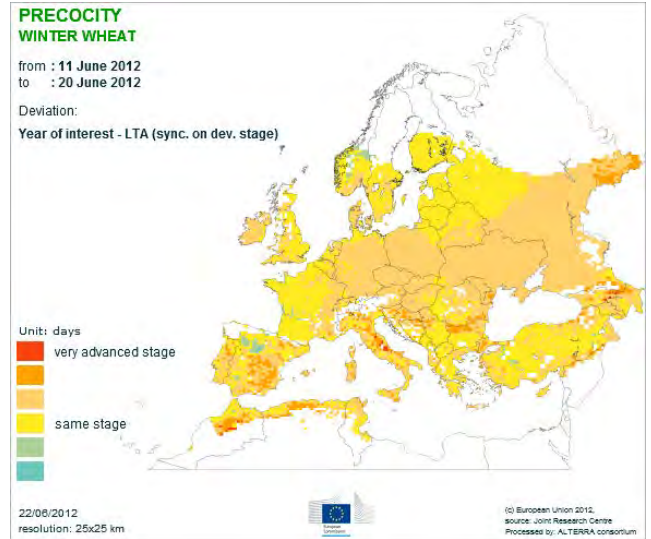 PRECOCITY
WINTER WHEAT
from : 11 June 2012
to : 20 June 2012
Deviation:
Year of interest - LTA (sync. on dev. stage)
Unit: days
very advanced stage
same stage
22/06/2012
resolution: 25x25 km
European
Commission
(c) European Union 2012,
source: Joint Research Centre
Processed by: ALTERRA consortium